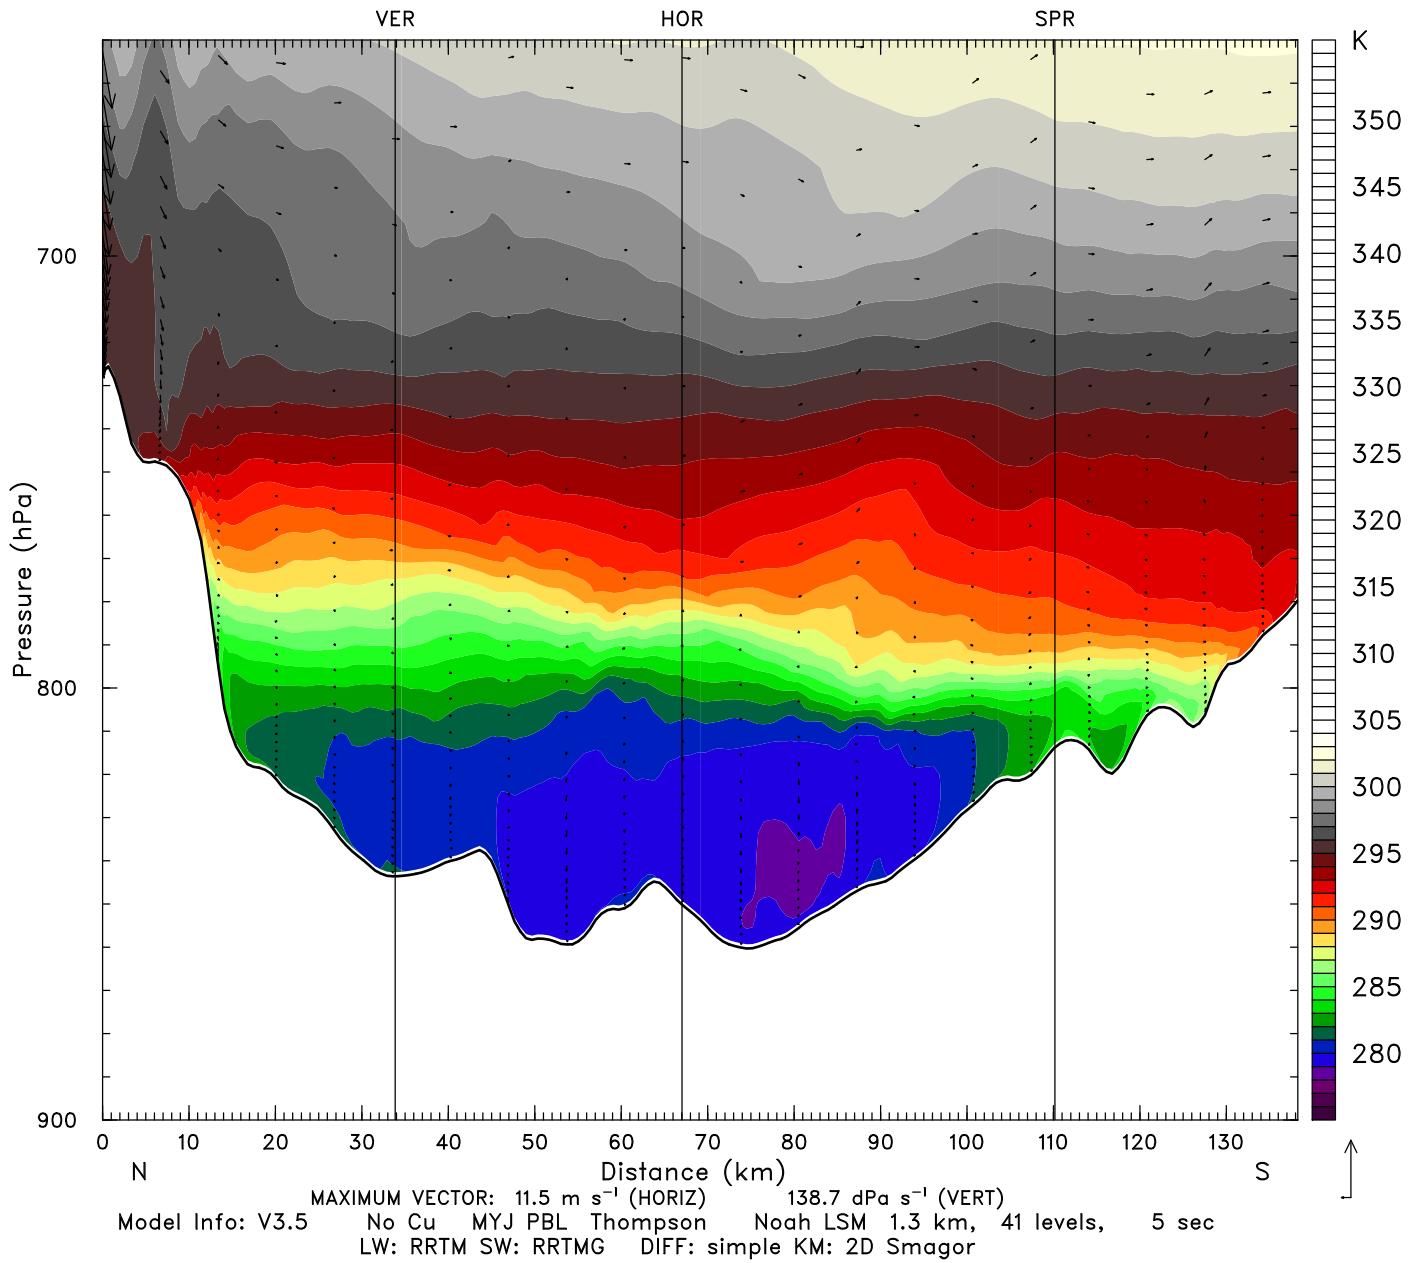 VER HOR SPR
K
350
345
340
335
330
325
320
315
310
305
300
295
290
285
280
Pressure (hPa)
700
800
900
0 10 20 30 40 50 60 70 80 90 100 110 120 130
N Distance (km) S
MAXIMUM VECTOR: 11.5 m s⁻¹ (HORIZ) 138.7 dPa s⁻¹ (VERT)
Model Info: V3.5 No Cu MYJ PBL Thompson Noah LSM 1.3 km, 41 levels, 5 sec
LW: RRTM SW: RRTMG DIFF: simple KM: 2D Smagor